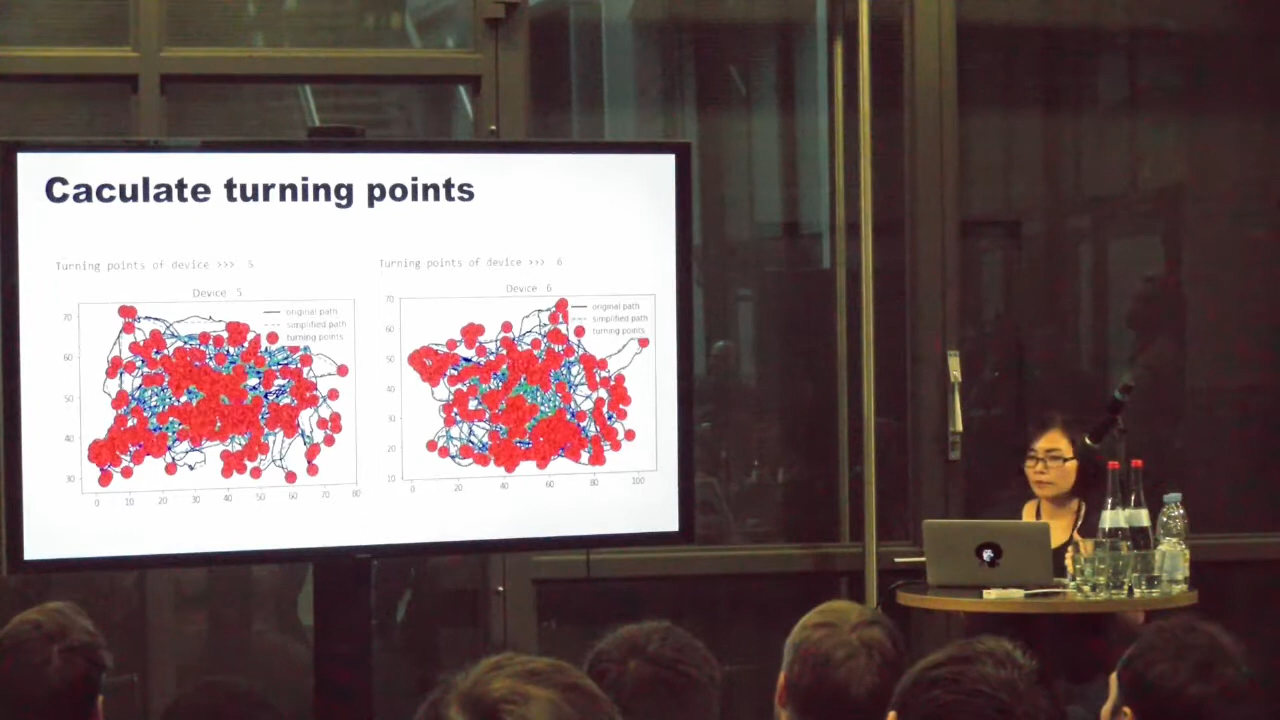 Caculate turning points
Turning points of device >>> 5
Turning points of device >>> 6
Device 5
original path
simplified path
turning points
70
60
50
40
30
0 10 20 30 40 50 60 70 80
Device 6
original path
simplified path
turning points
70
60
50
40
30
20
10
0 20 40 60 80 100